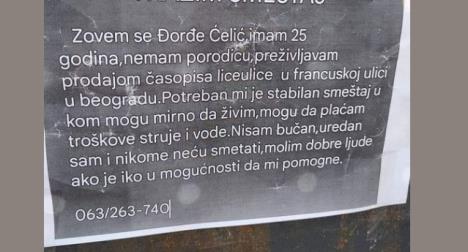 Zovem se Đorđe Ćelić,imam 25
godina,nemam porodicu,preživljavam
prodajom časopisa liceulice u francuskoj ulici
u beogradu.Potreban mi je stabilan smeštaj u
kom mogu mirno da živim,mogu da plaćam
troškove struje i vode.Nisam bučan,uredan
sam i nikome neću smetati,molim dobre ljude
ako je iko u mogućnosti da mi pomogne.
063/263-740